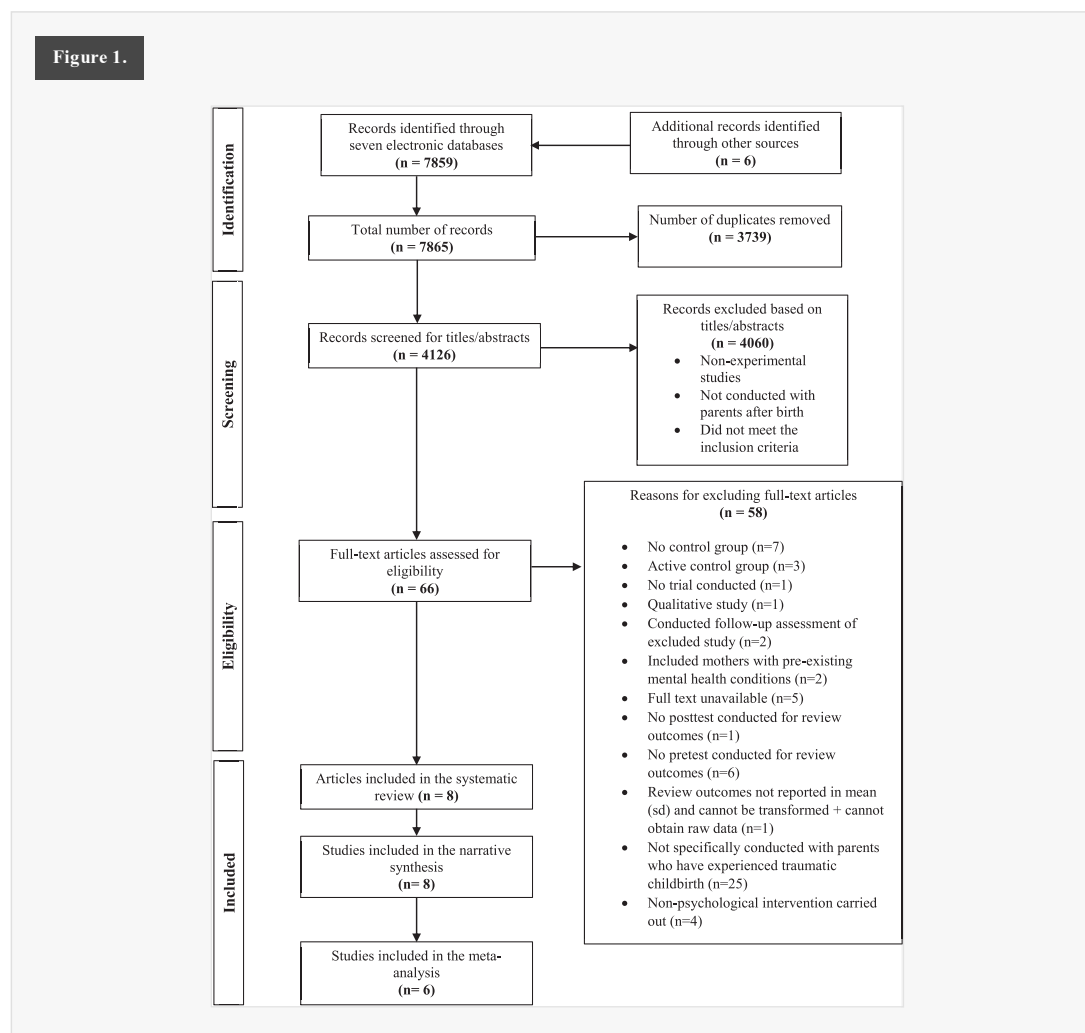 Figure 1.
Identification
Records identified through
seven electronic databases
(n = 7859)
Additional records identified
through other sources
(n = 6)
Total number of records
(n = 7865)
Number of duplicates removed
(n = 3739)
Screening
Records screened for titles/abstracts
(n = 4126)
Records excluded based on
titles/abstracts
(n = 4060)
• Non-experimental
studies
• Not conducted with
parents after birth
• Did not meet the
inclusion criteria
Eligibility
Full-text articles assessed for
eligibility
(n = 66)
Reasons for excluding full-text articles
(n = 58)
• No control group (n=7)
• Active control group (n=3)
• No trial conducted (n=1)
• Qualitative study (n=1)
• Conducted follow-up assessment of
excluded study (n=2)
• Included mothers with pre-existing
mental health conditions (n=2)
• Full text unavailable (n=5)
• No posttest conducted for review
outcomes (n=1)
• No pretest conducted for review
outcomes (n=6)
• Review outcomes not reported in mean
(sd) and cannot be transformed + cannot
obtain raw data (n=1)
• Not specifically conducted with parents
who have experienced traumatic
childbirth (n=25)
• Non-psychological intervention carried
out (n=4)
Included
Articles included in the systematic
review (n = 8)
Studies included in the narrative
synthesis
(n= 8)
Studies included in the meta-
analysis
(n= 6)